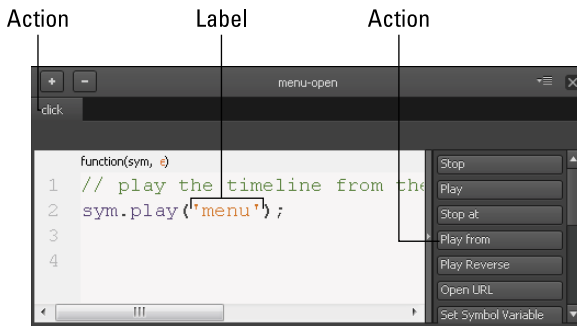 Action Label Action
+ - menu-open
click
function(sym, e)
1 // play the timeline from the
2 sym.play('menu');
3
4
Stop
Play
Stop at
Play from
Play Reverse
Open URL
Set Symbol Variable